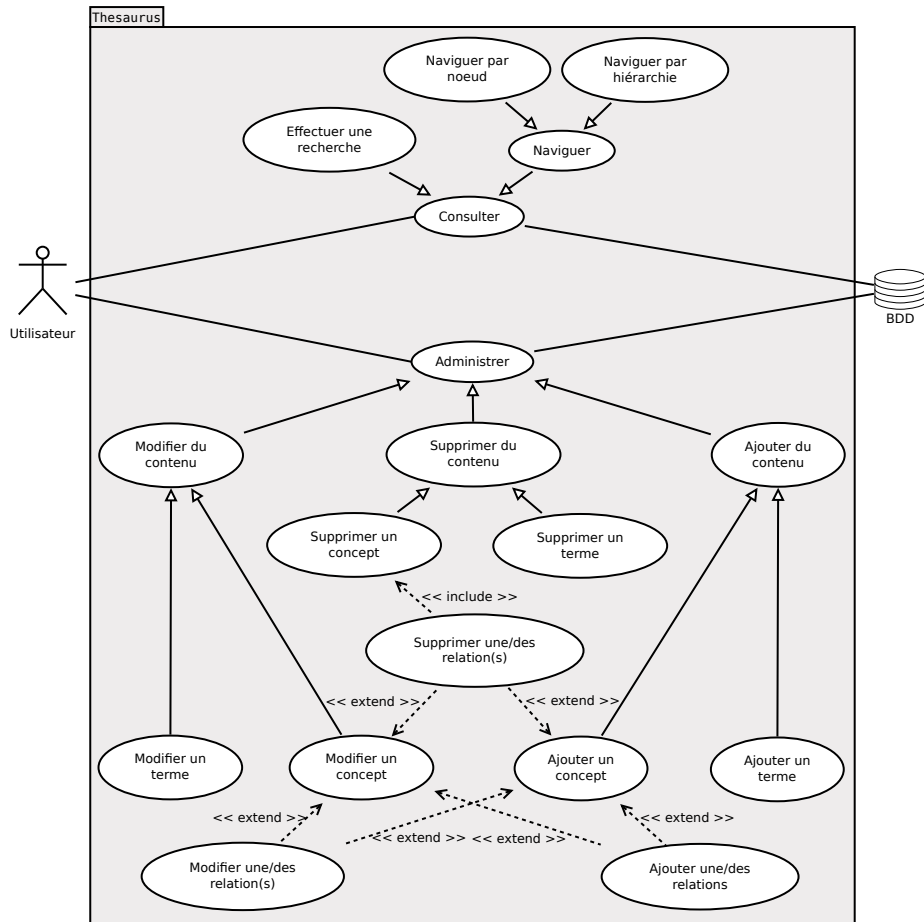 Thesaurus
Naviguer par
noeud
Naviguer par
hiérarchie
Effectuer une
recherche
Naviguer
Consulter
Utilisateur
BDD
Administrer
Modifier du
contenu
Supprimer du
contenu
Ajouter du
contenu
Supprimer un
concept
Supprimer un
terme
<< include >>
Supprimer une/des
relation(s)
<< extend >>
<< extend >>
Modifier un
terme
Modifier un
concept
Ajouter un
concept
Ajouter un
terme
<< extend >>
<< extend >>
<< extend >>
<< extend >>
Modifier une/des
relation(s)
Ajouter une/des
relations